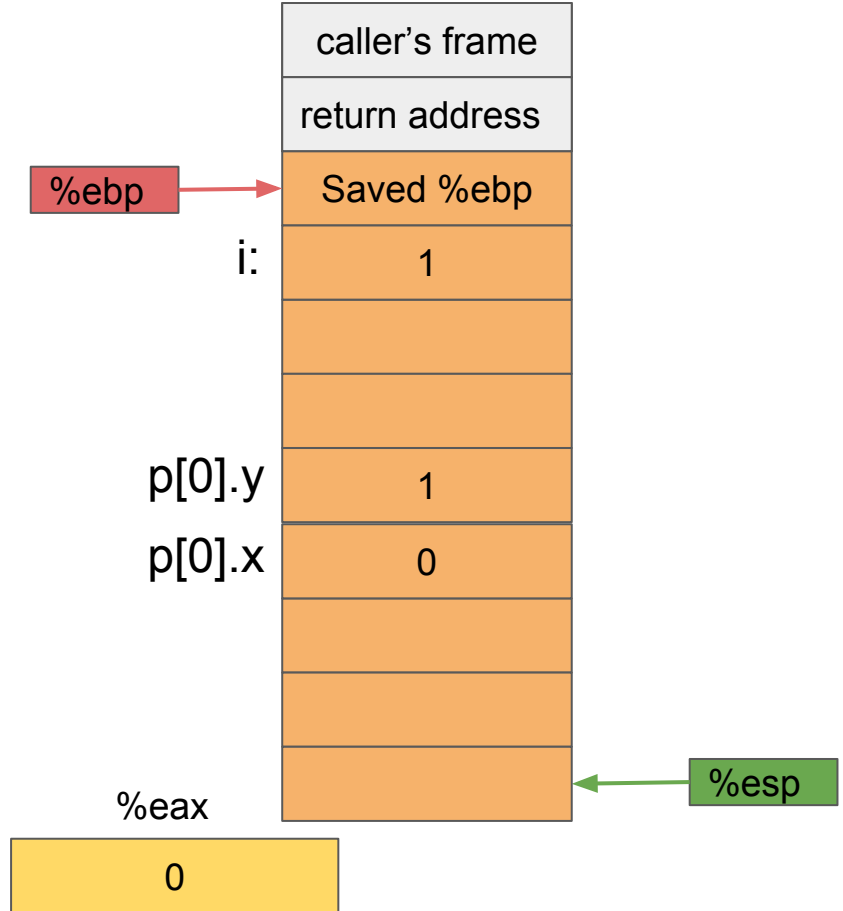 caller’s frame
return address
%ebp
Saved %ebp
i:
1
p[0].y
1
p[0].x
0
%esp
%eax
0